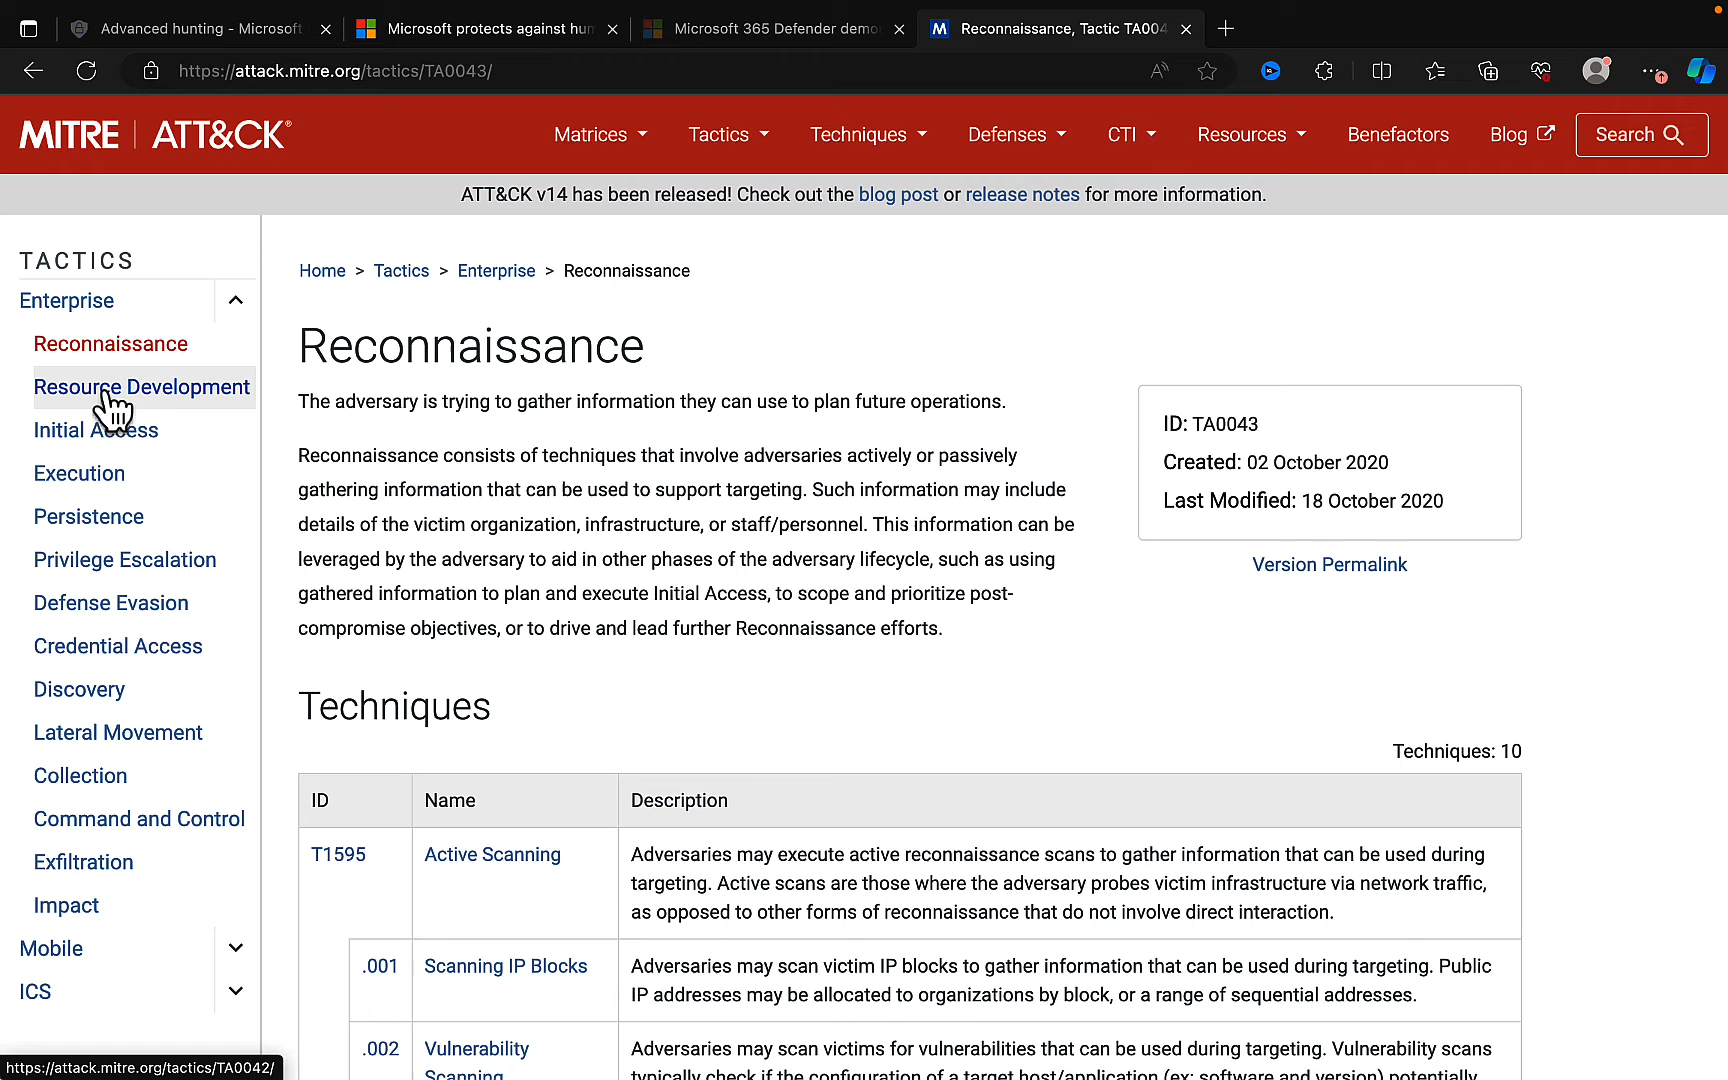 Advanced hunting - Microsoft
Microsoft protects against hun
Microsoft 365 Defender demo
M Reconnaissance, Tactic TA004
https://attack.mitre.org/tactics/TA0043/
MITRE | ATT&CK®
Matrices
Tactics
Techniques
Defenses
CTI
Resources
Benefactors
Blog
Search
ATT&CK v14 has been released! Check out the blog post or release notes for more information.
TACTICS
Enterprise
Reconnaissance
Resource Development
Initial Access
Execution
Persistence
Privilege Escalation
Defense Evasion
Credential Access
Discovery
Lateral Movement
Collection
Command and Control
Exfiltration
Impact
Mobile
ICS
Home > Tactics > Enterprise > Reconnaissance
Reconnaissance
The adversary is trying to gather information they can use to plan future operations.
Reconnaissance consists of techniques that involve adversaries actively or passively
gathering information that can be used to support targeting. Such information may include
details of the victim organization, infrastructure, or staff/personnel. This information can be
leveraged by the adversary to aid in other phases of the adversary lifecycle, such as using
gathered information to plan and execute Initial Access, to scope and prioritize post-
compromise objectives, or to drive and lead further Reconnaissance efforts.
ID: TA0043
Created: 02 October 2020
Last Modified: 18 October 2020
Version Permalink
Techniques
Techniques: 10
ID
Name
Description
T1595
Active Scanning
Adversaries may execute active reconnaissance scans to gather information that can be used during
targeting. Active scans are those where the adversary probes victim infrastructure via network traffic,
as opposed to other forms of reconnaissance that do not involve direct interaction.
.001
Scanning IP Blocks
Adversaries may scan victim IP blocks to gather information that can be used during targeting. Public
IP addresses may be allocated to organizations by block, or a range of sequential addresses.
.002
Vulnerability
Scanning
Adversaries may scan victims for vulnerabilities that can be used during targeting. Vulnerability scans
typically check if the configuration of a target host/application (ex: software and version) potentially
https://attack.mitre.org/tactics/TA0042/